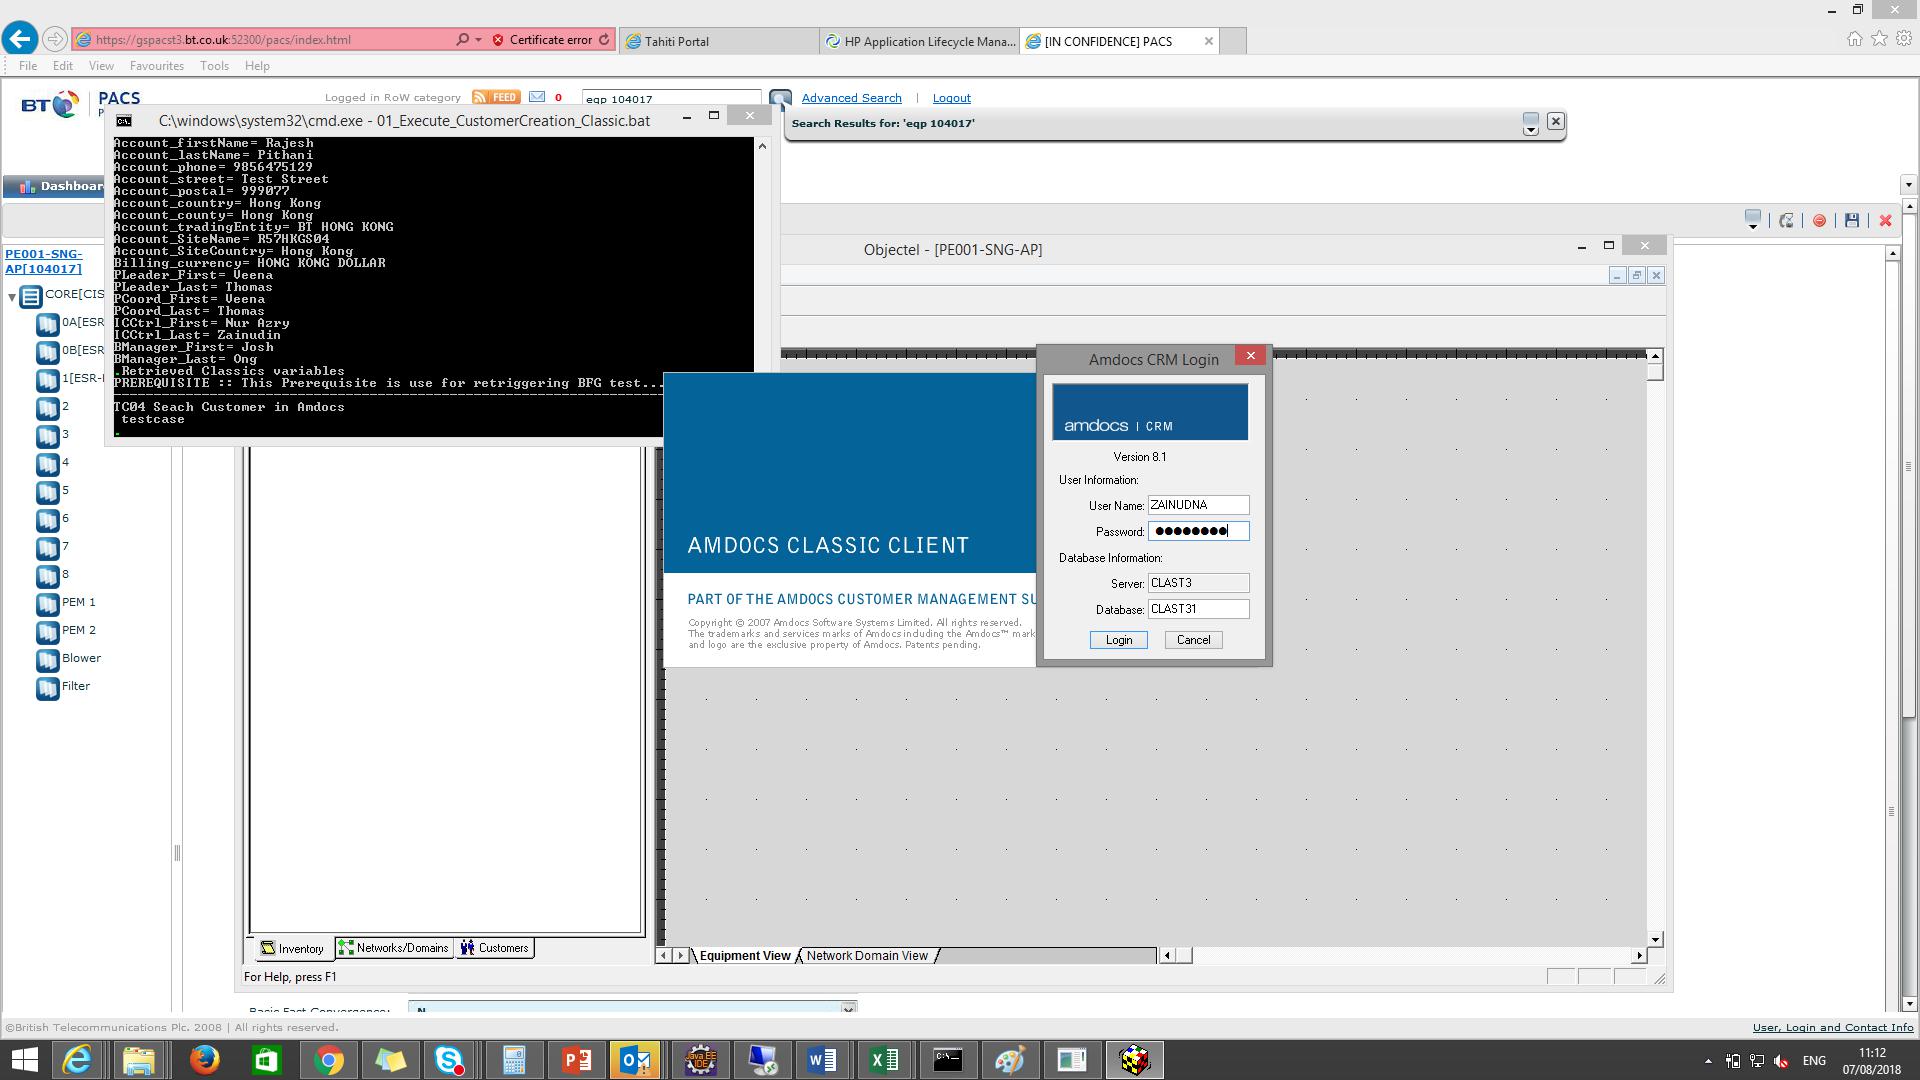 https://gspacst3.bt.co.uk:52300/pacs/index.html
Certificate error
Tahiti Portal
HP Application Lifecycle Mana...
[IN CONFIDENCE] PACS
File Edit View Favourites Tools Help
BT
PACS
Logged in RoW category
FEED
0
eqp 104017
Advanced Search | Logout
C:\windows\system32\cmd.exe - 01_Execute_CustomerCreation_Classic.bat
Search Results for: 'eqp 104017'
Account_firstName= Rajesh
Account_lastName= Pithani
Account_phone= 9856475129
Account_street= Test Street
Account_postal= 999077
Account_country= Hong Kong
Account_county= Hong Kong
Account_tradingEntity= BT HONG KONG
Account_SiteName= R57HKGS04
Account_SiteCountry= Hong Kong
Billing_currency= HONG KONG DOLLAR
PLeader_First= Veena
PLeader_Last= Thomas
PCoord_First= Veena
PCoord_Last= Thomas
ICCtrl_First= Nur Azry
ICCtrl_Last= Zainudin
BManager_First= Josh
BManager_Last= Ong
.Retrieved Classics variables
PREREQUISITE :: This Prerequisite is use for retriggering BFG test...
TC04 Seach Customer in Amdocs
testcase
.
Dashboar
PE001-SNG-
AP[104017]
CORE[CIS
0A[ESR
0B[ESR
1[ESR-
2
3
4
5
6
7
8
PEM 1
PEM 2
Blower
Filter
Objectel - [PE001-SNG-AP]
AMDOCS CLASSIC CLIENT
PART OF THE AMDOCS CUSTOMER MANAGEMENT SU
Copyright © 2007 Amdocs Software Systems Limited. All rights reserved.
The trademarks and services marks of Amdocs including the Amdocs™ mark
and logo are the exclusive property of Amdocs. Patents pending.
Amdocs CRM Login
amdocs | CRM
Version 8.1
User Information:
User Name: ZAINUDNA
Password: ●●●●●●●●
Database Information:
Server: CLAST3
Database: CLAST31
Login Cancel
Inventory Networks/Domains Customers
Equipment View Network Domain View
For Help, press F1
Basic Fast Convergence: N
©British Telecommunications Plc. 2008 | All rights reserved.
User, Login and Contact Info
ENG
11:12
07/08/2018